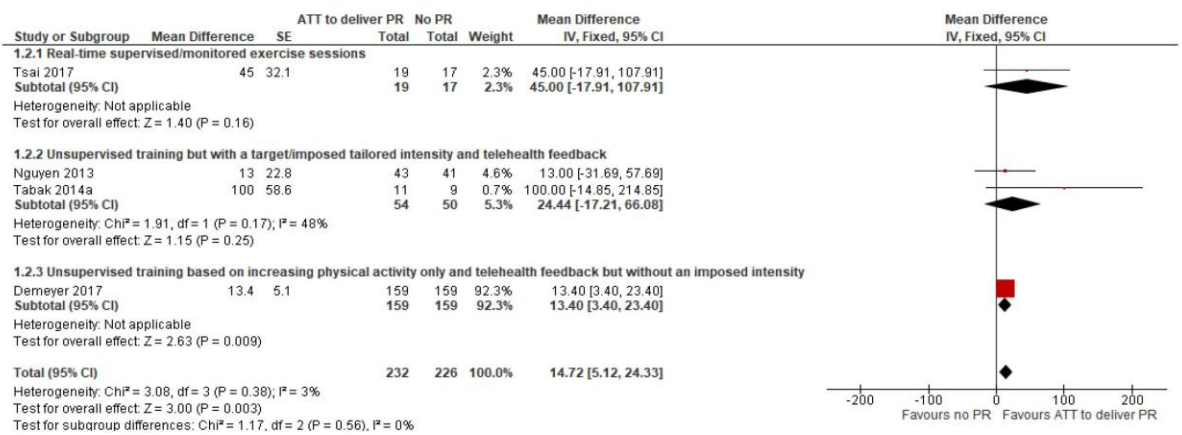 ATT to deliver PR No PR Mean Difference Mean Difference
Study or Subgroup Mean Difference SE Total Total Weight IV, Fixed, 95% CI IV, Fixed, 95% CI
1.2.1 Real-time supervised/monitored exercise sessions
Tsai 2017 45 32.1 19 17 2.3% 45.00 [-17.91, 107.91]
Subtotal (95% CI) 19 17 2.3% 45.00 [-17.91, 107.91]
Heterogeneity: Not applicable
Test for overall effect: Z = 1.40 (P = 0.16)
1.2.2 Unsupervised training but with a target/imposed tailored intensity and telehealth feedback
Nguyen 2013 13 22.8 43 41 4.6% 13.00 [-31.69, 57.69]
Tabak 2014a 100 58.6 11 9 0.7% 100.00 [-14.85, 214.85]
Subtotal (95% CI) 54 50 5.3% 24.44 [-17.21, 66.08]
Heterogeneity: Chi² = 1.91, df = 1 (P = 0.17); I² = 48%
Test for overall effect: Z = 1.15 (P = 0.25)
1.2.3 Unsupervised training based on increasing physical activity only and telehealth feedback but without an imposed intensity
Demeyer 2017 13.4 5.1 159 159 92.3% 13.40 [3.40, 23.40]
Subtotal (95% CI) 159 159 92.3% 13.40 [3.40, 23.40]
Heterogeneity: Not applicable
Test for overall effect: Z = 2.63 (P = 0.009)
Total (95% CI) 232 226 100.0% 14.72 [5.12, 24.33]
Heterogeneity: Chi² = 3.08, df = 3 (P = 0.38); I² = 3%
Test for overall effect: Z = 3.00 (P = 0.003)
Test for subgroup differences: Chi² = 1.17, df = 2 (P = 0.56), I² = 0%
-200 -100 0 100 200
Favours no PR Favours ATT to deliver PR